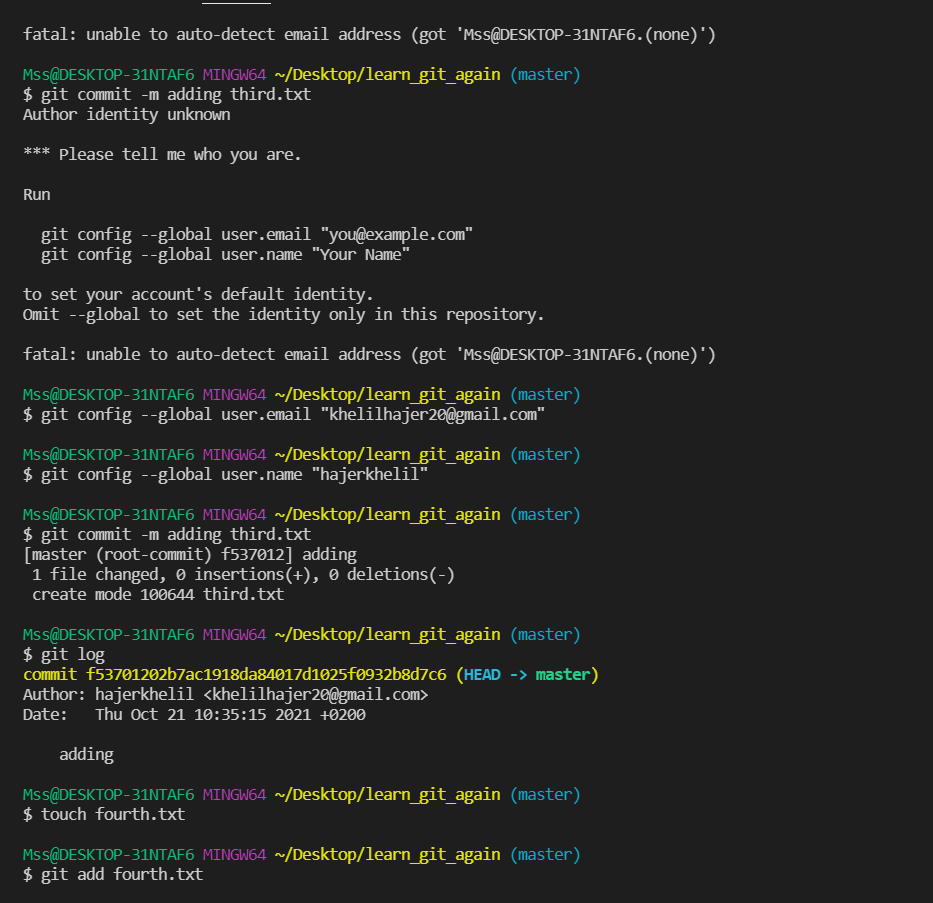 fatal: unable to auto-detect email address (got 'Mss@DESKTOP-31NTAF6.(none)')
Mss@DESKTOP-31NTAF6 MINGW64 ~/Desktop/learn_git_again (master)
$ git commit -m adding third.txt
Author identity unknown
*** Please tell me who you are.
Run
  git config --global user.email "you@example.com"
  git config --global user.name "Your Name"
to set your account's default identity.
Omit --global to set the identity only in this repository.
fatal: unable to auto-detect email address (got 'Mss@DESKTOP-31NTAF6.(none)')
Mss@DESKTOP-31NTAF6 MINGW64 ~/Desktop/learn_git_again (master)
$ git config --global user.email "khelilhajer20@gmail.com"
Mss@DESKTOP-31NTAF6 MINGW64 ~/Desktop/learn_git_again (master)
$ git config --global user.name "hajerkhelil"
Mss@DESKTOP-31NTAF6 MINGW64 ~/Desktop/learn_git_again (master)
$ git commit -m adding third.txt
[master (root-commit) f537012] adding
 1 file changed, 0 insertions(+), 0 deletions(-)
 create mode 100644 third.txt
Mss@DESKTOP-31NTAF6 MINGW64 ~/Desktop/learn_git_again (master)
$ git log
commit f53701202b7ac1918da84017d1025f0932b8d7c6 (HEAD -> master)
Author: hajerkhelil <khelilhajer20@gmail.com>
Date:   Thu Oct 21 10:35:15 2021 +0200
    adding
Mss@DESKTOP-31NTAF6 MINGW64 ~/Desktop/learn_git_again (master)
$ touch fourth.txt
Mss@DESKTOP-31NTAF6 MINGW64 ~/Desktop/learn_git_again (master)
$ git add fourth.txt